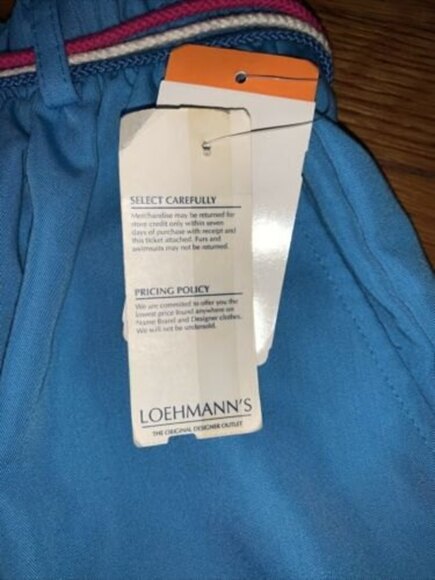 SELECT CAREFULLY
Merchandise may be returned for
store credit only within seven
days of purchase with receipt and
this ticket attached. Furs and
swimsuits may not be returned.
PRICING POLICY
We are committed to offer you the
lowest price found anywhere on
Name Brand and Designer clothes.
We will not be undersold.
LOEHMANN'S
THE ORIGINAL DESIGNER OUTLET